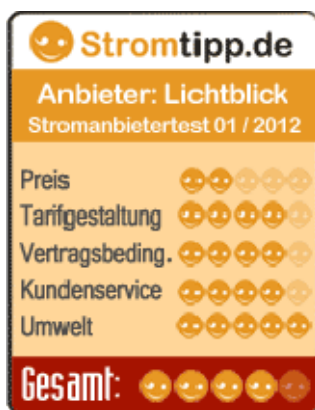 Stromtipp.de
Anbieter: Lichtblick
Stromanbietertest 01 / 2012
Preis
Tarifgestaltung
Vertragsbeding.
Kundenservice
Umwelt
Gesamt: